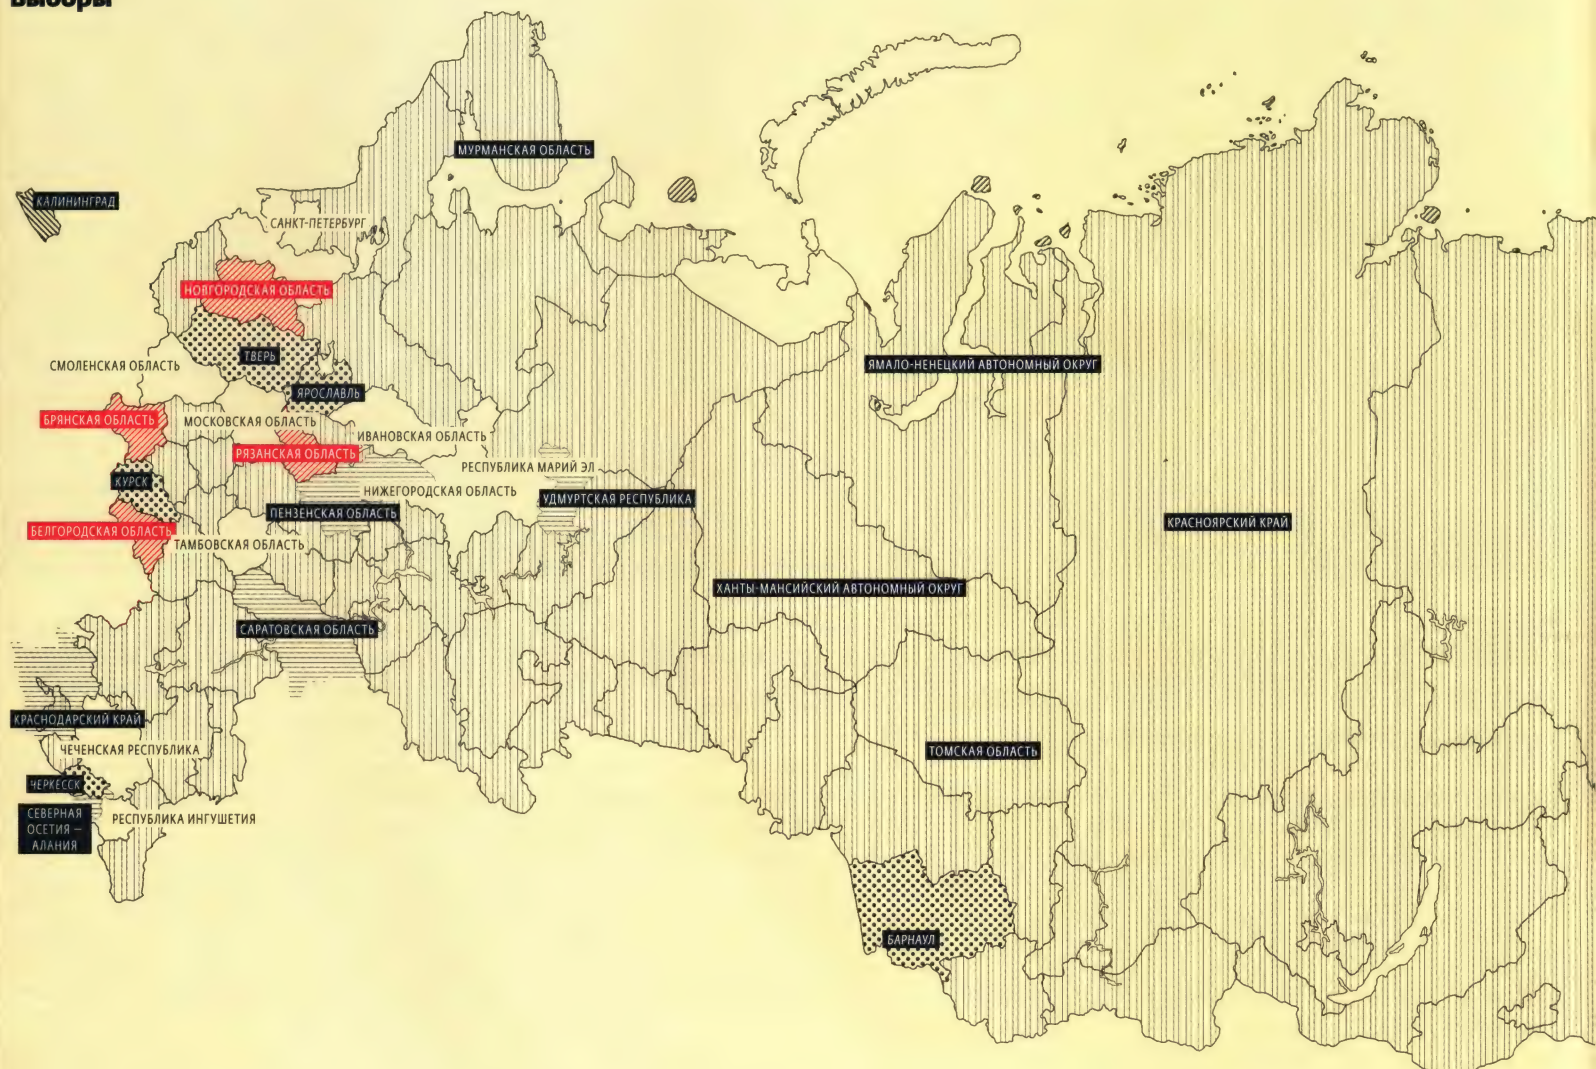 Выборы
МУРМАНСКАЯ ОБЛАСТЬ
КАЛИНИНГРАД
САНКТ-ПЕТЕРБУРГ
НОВГОРОДСКАЯ ОБЛАСТЬ
ТВЕРЬ
СМОЛЕНСКАЯ ОБЛАСТЬ
ЯМАЛО-НЕНЕЦКИЙ АВТОНОМНЫЙ ОКРУГ
ЯРОСЛАВЛЬ
БРЯНСКАЯ ОБЛАСТЬ
МОСКОВСКАЯ ОБЛАСТЬ
ИВАНОВСКАЯ ОБЛАСТЬ
РЯЗАНСКАЯ ОБЛАСТЬ
РЕСПУБЛИКА МАРИЙ ЭЛ
КУРСК
НИЖЕГОРОДСКАЯ ОБЛАСТЬ
УДМУРТСКАЯ РЕСПУБЛИКА
ПЕНЗЕНСКАЯ ОБЛАСТЬ
КРАСНОЯРСКИЙ КРАЙ
БЕЛГОРОДСКАЯ ОБЛАСТЬ
ТАМБОВСКАЯ ОБЛАСТЬ
ХАНТЫ-МАНСИЙСКИЙ АВТОНОМНЫЙ ОКРУГ
САРАТОВСКАЯ ОБЛАСТЬ
КРАСНОДАРСКИЙ КРАЙ
ЧЕЧЕНСКАЯ РЕСПУБЛИКА
ТОМСКАЯ ОБЛАСТЬ
ЧЕРКЕССК
СЕВЕРНАЯ
ОСЕТИЯ —
АЛАНИЯ
РЕСПУБЛИКА ИНГУШЕТИЯ
БАРНАУЛ